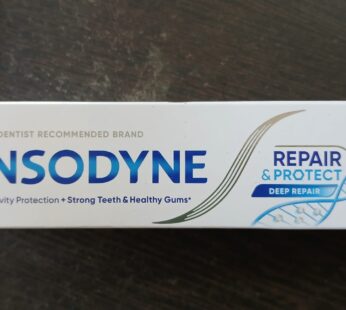 DENTIST RECOMMENDED BRAND
NSODYNE
vity Protection + Strong Teeth & Healthy Gums*
REPAIR
& PROTECT
DEEP REPAIR